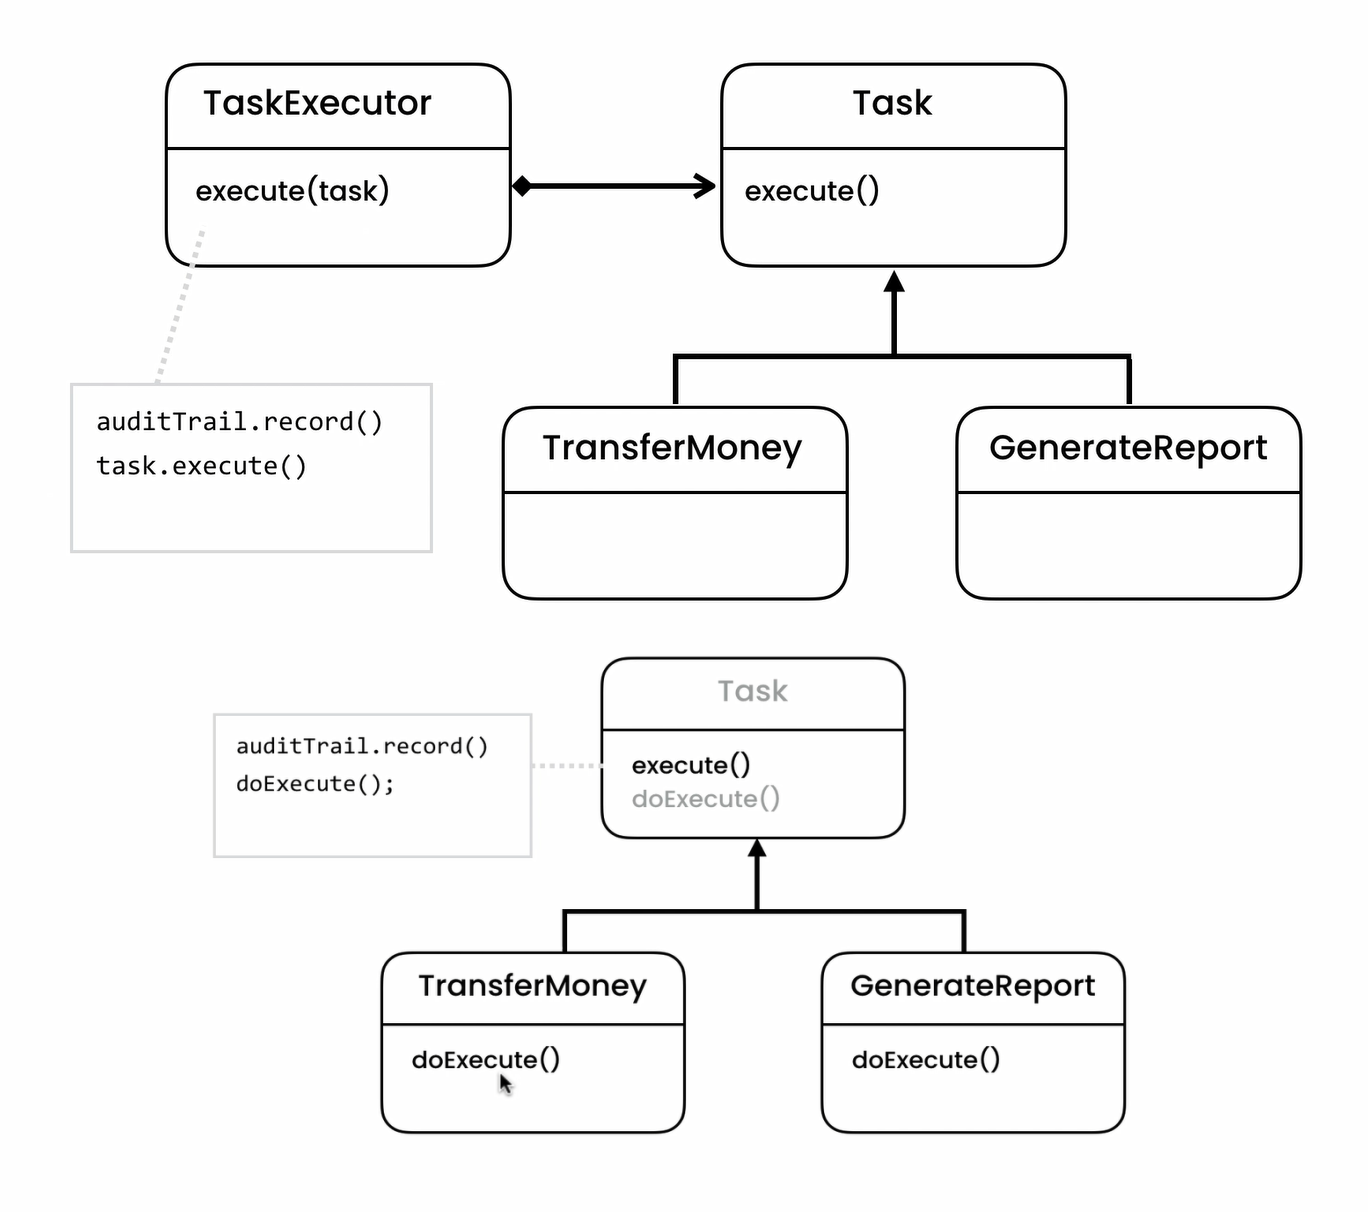 TaskExecutor
execute(task)
Task
execute()
auditTrail.record()
task.execute()
TransferMoney
GenerateReport
Task
execute()
doExecute()
auditTrail.record()
doExecute();
TransferMoney
doExecute()
GenerateReport
doExecute()